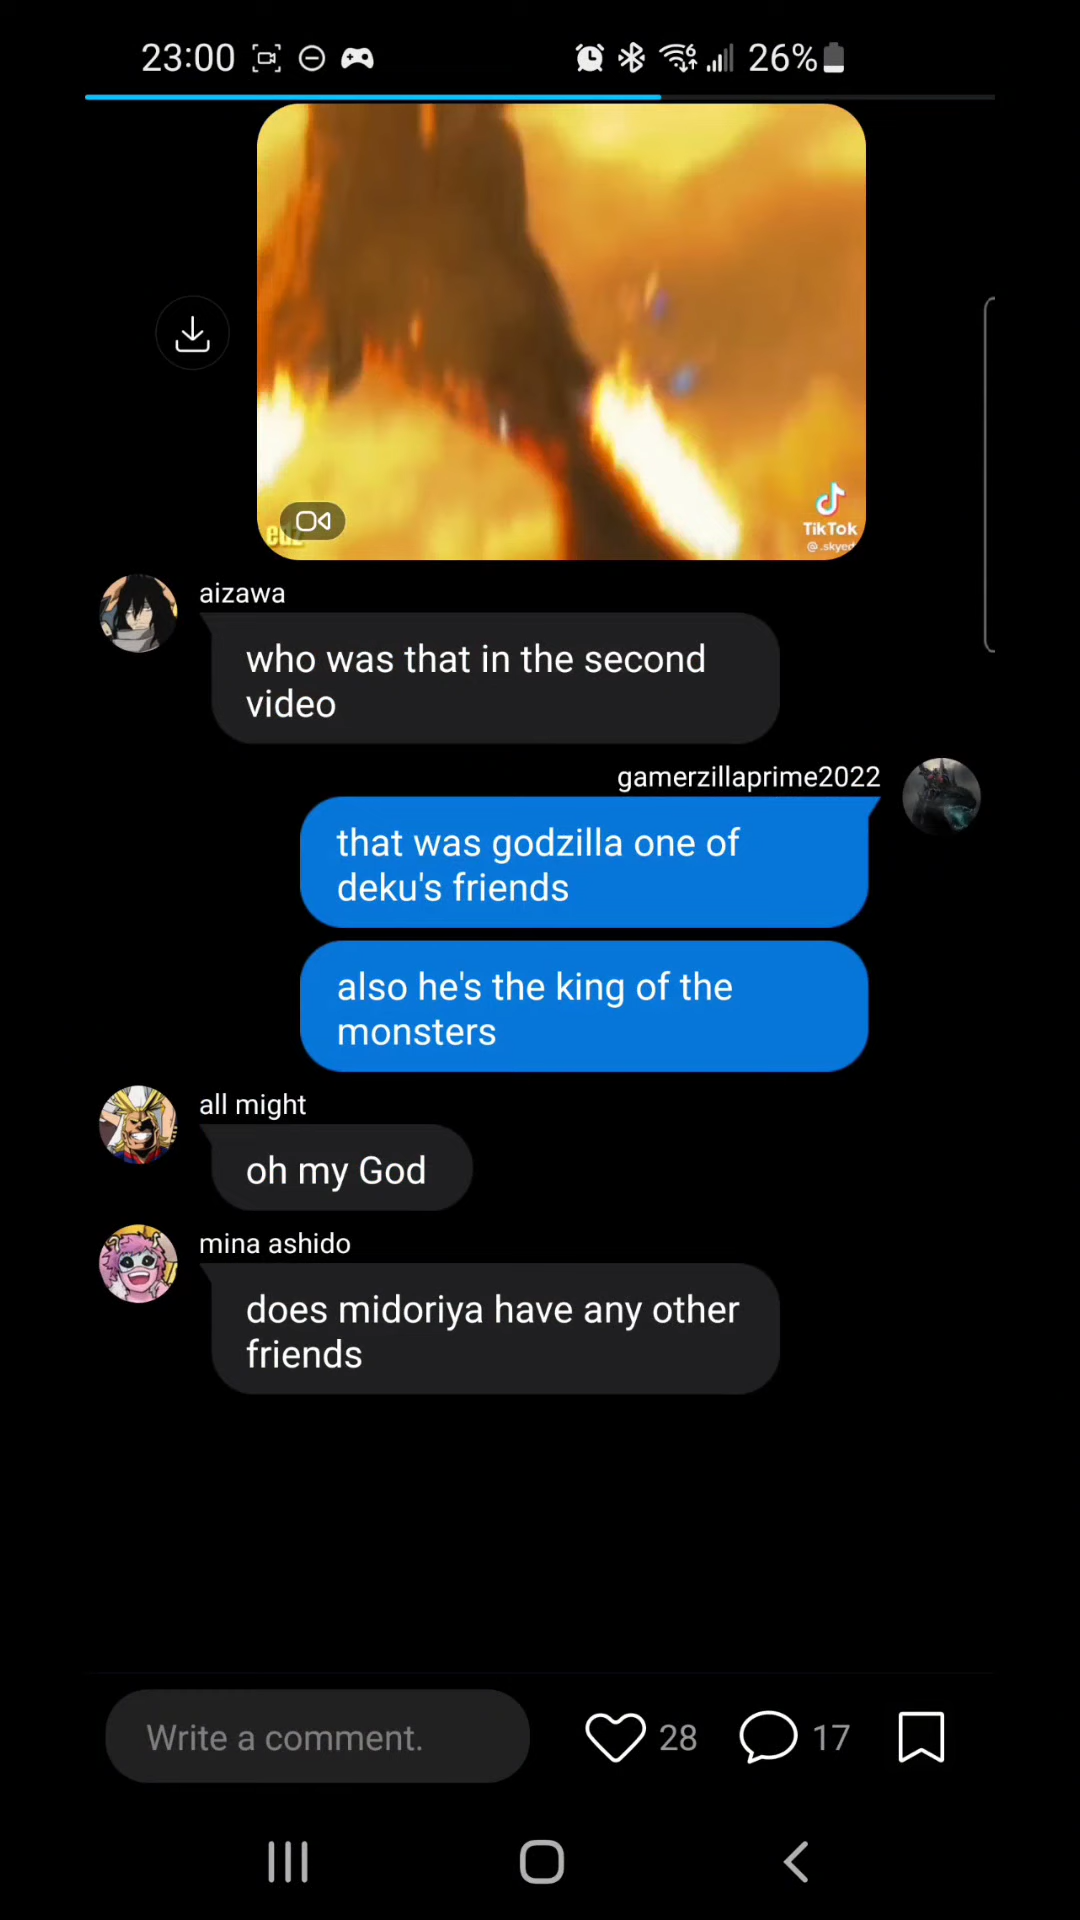 23:00
26%
TikTok
aizawa
who was that in the second
video
gamerzillaprime2022
that was godzilla one of
deku's friends
also he's the king of the
monsters
all might
oh my God
mina ashido
does midoriya have any other
friends
Write a comment.
28
17